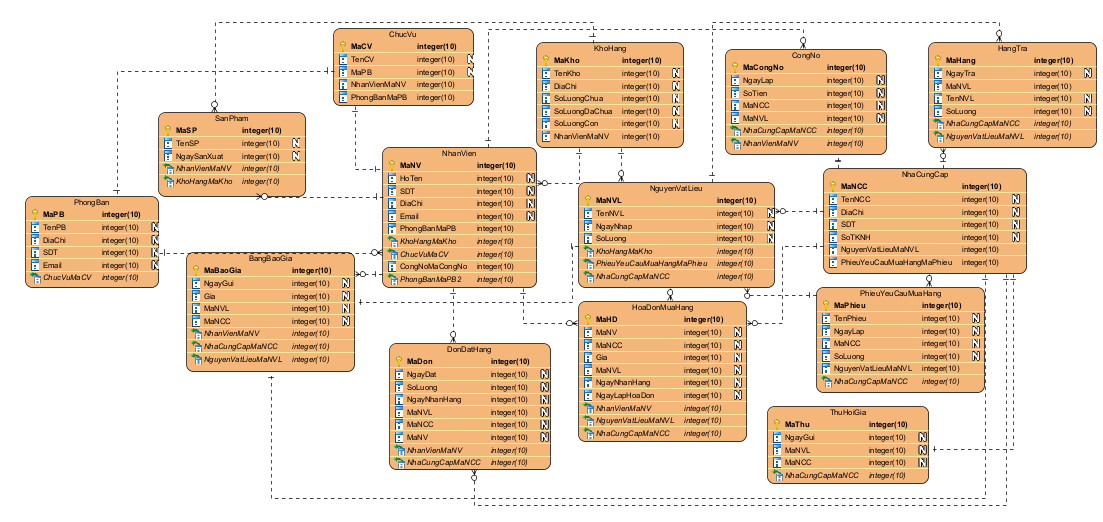 ChucVu
MaCV integer(10)
TenCV integer(10) N
MaPB integer(10) N
NhanVienMaNV integer(10)
PhongBanMaPB integer(10)
KhoHang
MaKho integer(10)
TenKho integer(10) N
DiaChi integer(10) N
SoLuongChua integer(10) N
SoLuongDaChua integer(10) N
SoLuongCon integer(10) N
NhanVienMaNV integer(10)
CongNo
MaCongNo integer(10)
NgayLap integer(10) N
SoTien integer(10) N
MaNCC integer(10) N
MaNVL integer(10) N
NhaCungCapMaNCC integer(10)
NhanVienMaNV integer(10)
HangTra
MaHang integer(10)
NgayTra integer(10) N
MaNCC integer(10)
TenNVL integer(10) N
SoLuong integer(10) N
NhaCungCapMaNCC integer(10)
NguyenVatLieuMaNVL integer(10)
SanPham
MaSP integer(10)
TenSP integer(10) N
NgaySanXuat integer(10) N
NhanVienMaNV integer(10)
KhoHangMaKho integer(10)
NhanVien
MaNV integer(10)
HoTen integer(10) N
SDT integer(10) N
DiaChi integer(10) N
Email integer(10) N
PhongBanMaPB integer(10)
KhoHangMaKho integer(10)
ChucVuMaCV integer(10)
CongNoMaCongNo integer(10)
PhongBanMaPB2 integer(10)
NguyenVatLieu
MaNVL integer(10)
TenNVL integer(10) N
NgayNhap integer(10) N
SoLuong integer(10) N
KhoHangMaKho integer(10)
PhieuYeuCauMuaHangMaPhieu integer(10)
NhaCungCapMaNCC integer(10)
NhaCungCap
MaNCC integer(10)
TenNCC integer(10) N
DiaChi integer(10) N
SDT integer(10) N
SoTKNH integer(10) N
NguyenVatLieuMaNVL integer(10)
PhieuYeuCauMuaHangMaPhieu integer(10)
PhongBan
MaPB integer(10)
TenPB integer(10) N
DiaChi integer(10) N
SDT integer(10) N
Email integer(10) N
ChucVuMaCV integer(10)
BangBaoGia
MaBaoGia integer(10)
NgayGui integer(10) N
Gia integer(10) N
MaNVL integer(10) N
MaNCC integer(10) N
NhanVienMaNV integer(10)
NhaCungCapMaNCC integer(10)
NguyenVatLieuMaNVL integer(10)
HoaDonMuaHang
MaHD integer(10)
MaNV integer(10) N
MaNCC integer(10) N
Gia integer(10) N
MaNVL integer(10) N
NgayNhanHang integer(10) N
NgayLapHoaDon integer(10) N
NhanVienMaNV integer(10)
NguyenVatLieuMaNVL integer(10)
NhaCungCapMaNCC integer(10)
PhieuYeuCauMuaHang
MaPhieu integer(10)
TenPhieu integer(10) N
NgayLap integer(10) N
MaNCC integer(10) N
SoLuong integer(10) N
NguyenVatLieuMaNVL integer(10)
NhaCungCapMaNCC integer(10)
DonDatHang
MaDon integer(10)
NgayDat integer(10) N
SoLuong integer(10) N
NgayNhanHang integer(10) N
MaNVL integer(10) N
MaNCC integer(10) N
MaNV integer(10) N
NhanVienMaNV integer(10)
NhaCungCapMaNCC integer(10)
ThuHoiGia
MaThu integer(10)
NgayGui integer(10) N
MaNVL integer(10) N
MaNCC integer(10) N
NhaCungCapMaNCC integer(10)